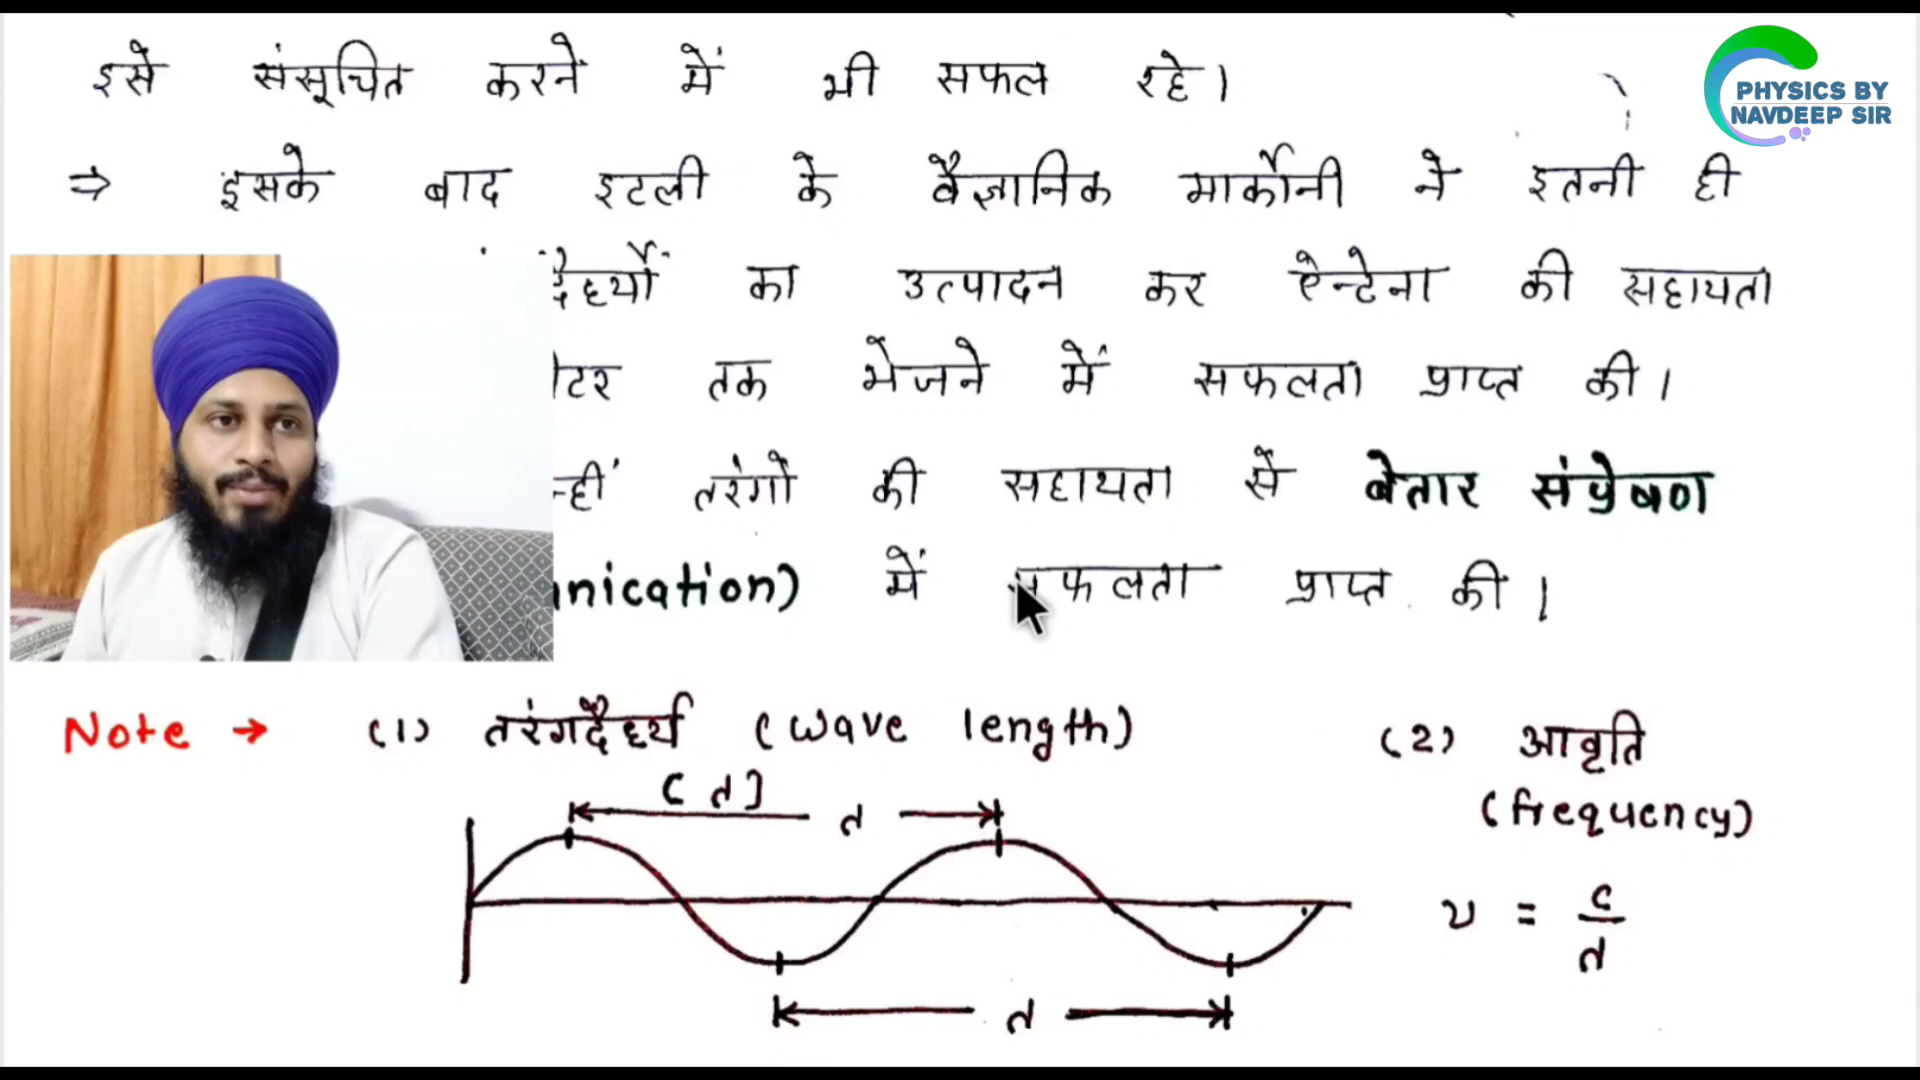 इसे संसूचित करने में भी सफल रहे।
PHYSICS BY
NAVDEEP SIR
⇒ इसके बाद इटली के वैज्ञानिक मार्कोनी ने इतनी ही
दैर्ध्यों का उत्पादन कर ऐन्टेना की सहायता
टर तक भेजने में सफलता प्राप्त की।
न्हीं तरंगों की सहायता से बेतार संप्रेषण
nication) में सफलता प्राप्त की।
Note → (1) तरंगदैर्ध्य (Wave length) (2) आवृति
(frequency)
[λ]
λ
ν = c/λ
λ